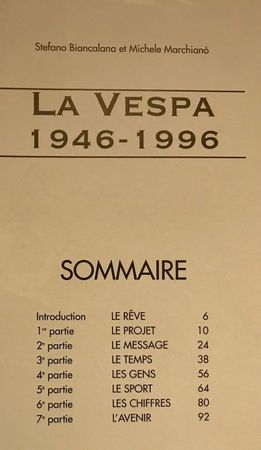 Stefano Biancalana et Michele Marchianò
LA VESPA
1946-1996
SOMMAIRE
Introduction LE RÊVE 6
1re partie LE PROJET 10
2e partie LE MESSAGE 24
3e partie LE TEMPS 38
4e partie LES GENS 56
5e partie LE SPORT 64
6e partie LES CHIFFRES 80
7e partie L'AVENIR 92